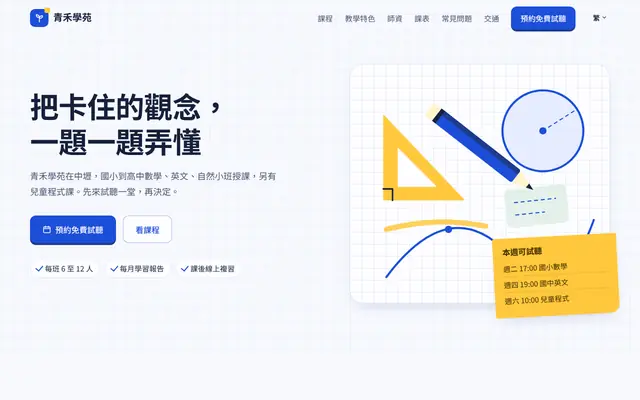 青禾學苑
課程
教學特色
師資
課表
常見問題
交通
預約免費試聽
繁
把卡住的觀念，
一題一題弄懂
青禾學苑在中壢，國小到高中數學、英文、自然小班授課，另有
兒童程式課。先來試聽一堂，再決定。
預約免費試聽
看課程
每班 6 至 12 人
每月學習報告
課後線上複習
本週可試聽
週二 17:00 國小數學
週四 19:00 國中英文
週六 10:00 兒童程式